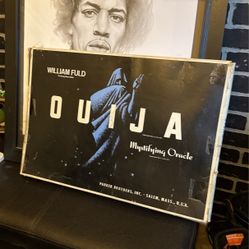 WILLIAM FULD
OUIJA
Mystifying Oracle
PARKER BROTHERS, INC. • SALEM, MASS., U.S.A.